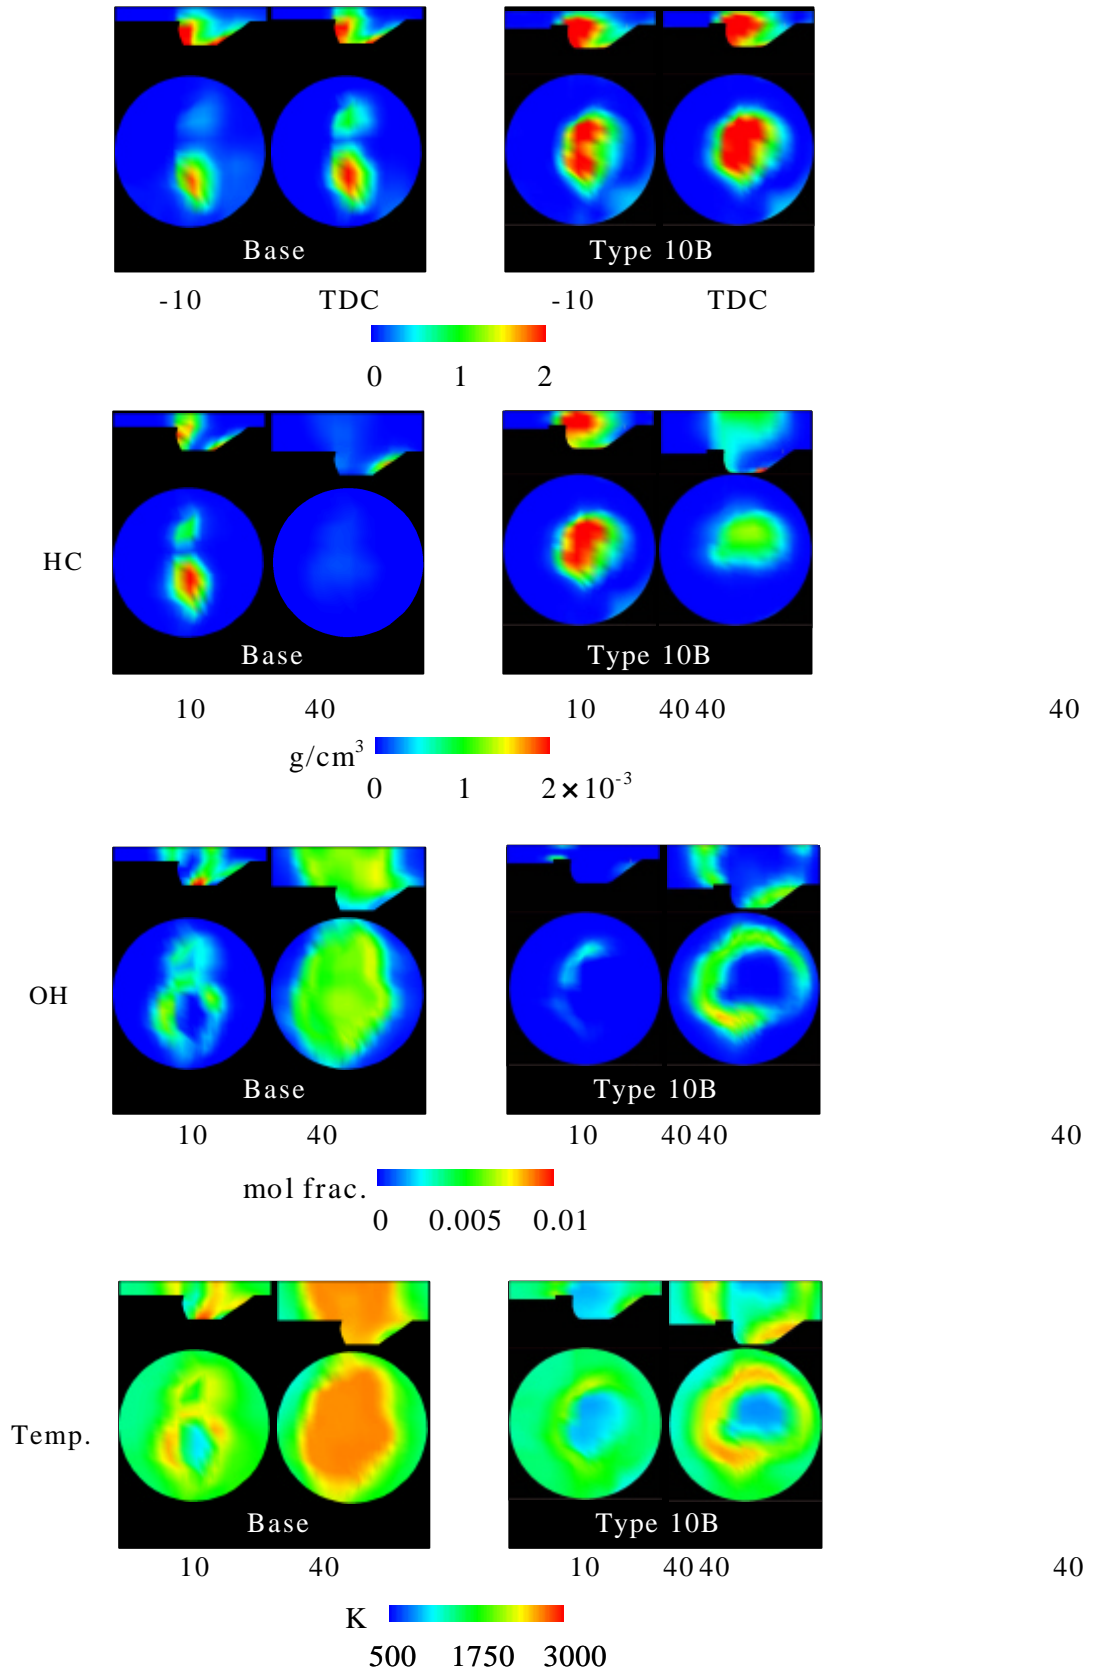 Base Type 10B
-10 TDC -10 TDC
0 1 2
HC
Base Type 10B
10 40 10 40 40 40
g/cm³
0 1 2×10⁻³
OH
Base Type 10B
10 40 10 40 40 40
mol frac.
0 0.005 0.01
Temp.
Base Type 10B
10 40 10 40 40 40
K
500 1750 3000